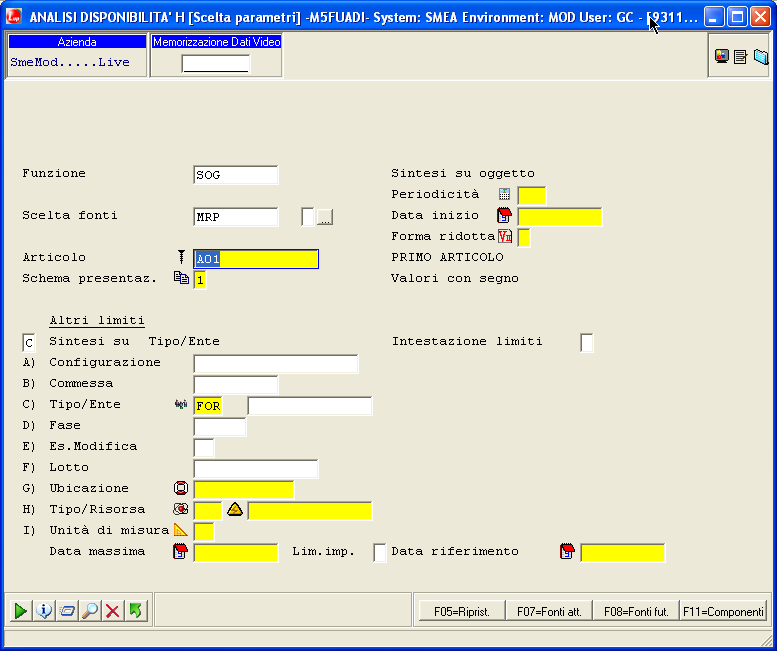 ANALISI DISPONIBILITA' H [Scelta parametri] -M5FUADI- System: SMEA Environment: MOD User: GC - [9311...
Azienda
Memorizzazione Dati Video
SmeMod.....Live
Funzione SOG Sintesi su oggetto
Periodicità
Scelta fonti MRP ... Data inizio
Forma ridotta
Articolo A01 PRIMO ARTICOLO
Schema presentaz. 1 Valori con segno
Altri limiti
C Sintesi su Tipo/Ente Intestazione limiti
A) Configurazione
B) Commessa
C) Tipo/Ente FOR
D) Fase
E) Es.Modifica
F) Lotto
G) Ubicazione
H) Tipo/Risorsa
I) Unità di misura
Data massima Lim.imp. Data riferimento
F05=Riprist. F07=Fonti att. F08=Fonti fut. F11=Componenti